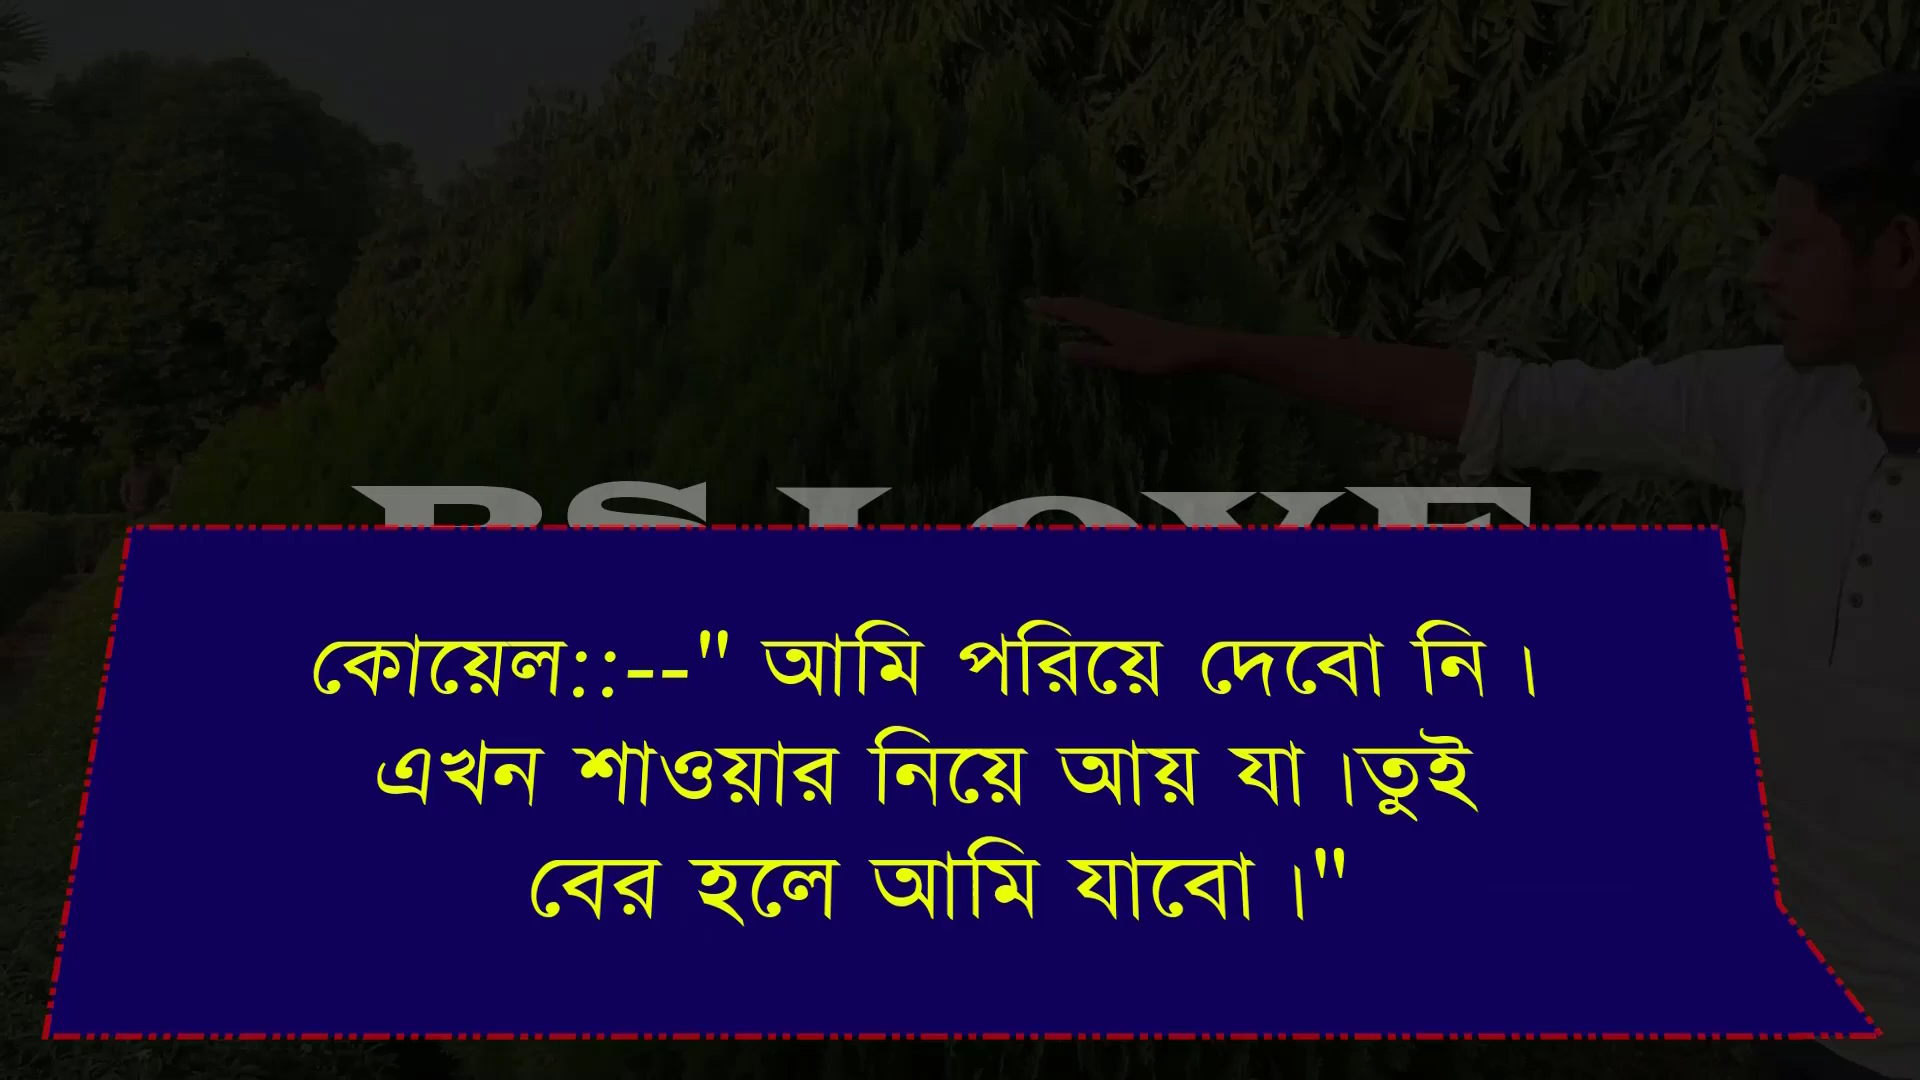 কোয়েল::--" আমি পরিয়ে দেবো নি ।
এখন শাওয়ার নিয়ে আয় যা ।তুই
বের হলে আমি যাবো ।"